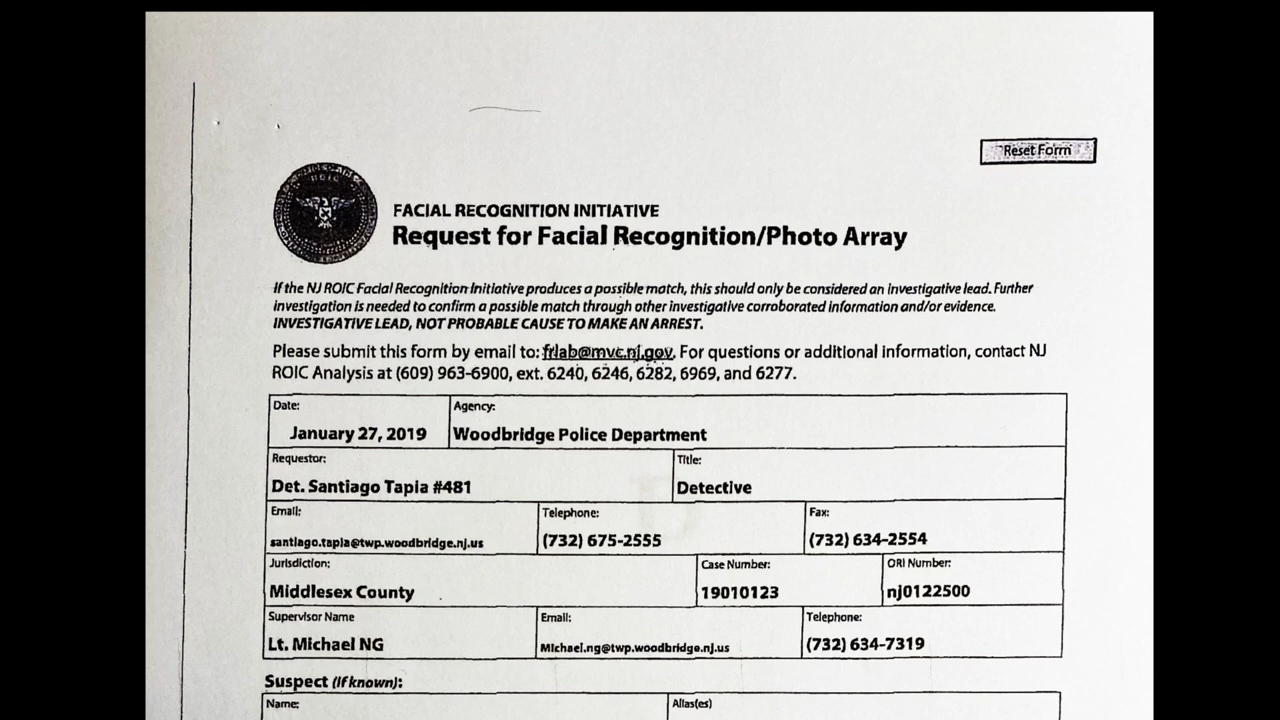 Reset Form
FACIAL RECOGNITION INITIATIVE
Request for Facial Recognition/Photo Array
If the NJ ROIC Facial Recognition Initiative produces a possible match, this should only be considered an investigative lead. Further
investigation is needed to confirm a possible match through other investigative corroborated information and/or evidence.
INVESTIGATIVE LEAD, NOT PROBABLE CAUSE TO MAKE AN ARREST.
Please submit this form by email to: frlab@mvc.nj.gov. For questions or additional information, contact NJ
ROIC Analysis at (609) 963-6900, ext. 6240, 6246, 6282, 6969, and 6277.
Date: Agency:
January 27, 2019 Woodbridge Police Department
Requestor: Title:
Det. Santiago Tapia #481 Detective
Email: Telephone: Fax:
santiago.tapia@twp.woodbridge.nj.us (732) 675-2555 (732) 634-2554
Jurisdiction: Case Number: ORI Number:
Middlesex County 19010123 nj0122500
Supervisor Name Email: Telephone:
Lt. Michael NG Michael.ng@twp.woodbridge.nj.us (732) 634-7319
Suspect (if known):
Name: Alias(es)